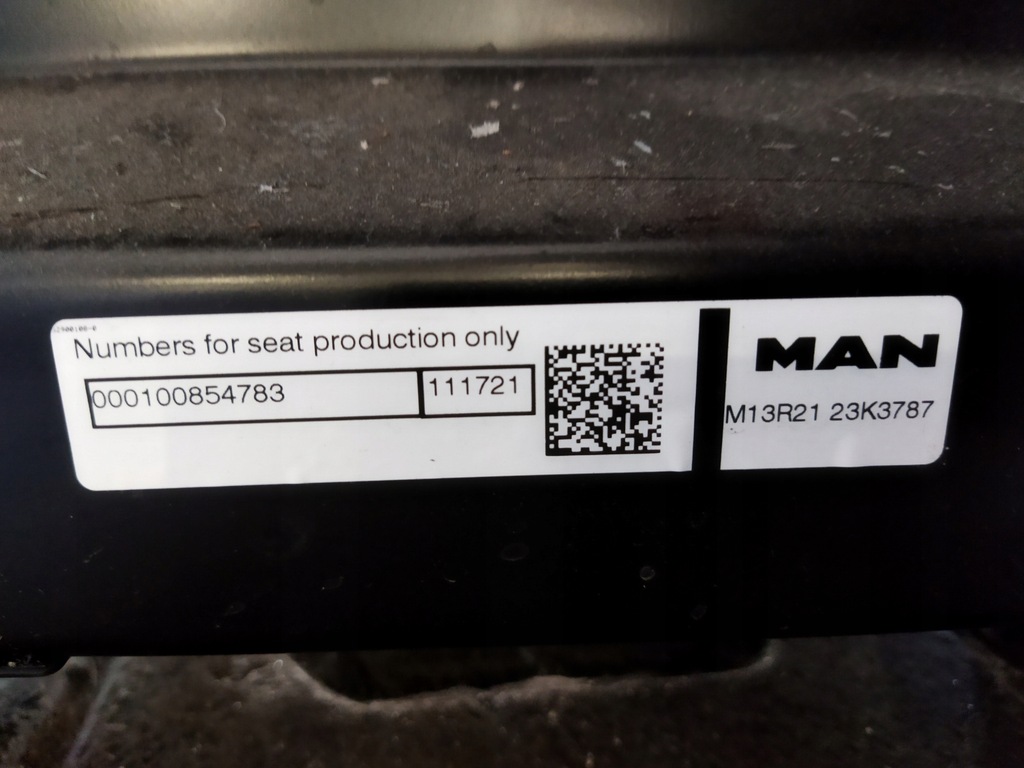 Numbers for seat production only
000100854783 111721
MAN
M13R21 23K3787